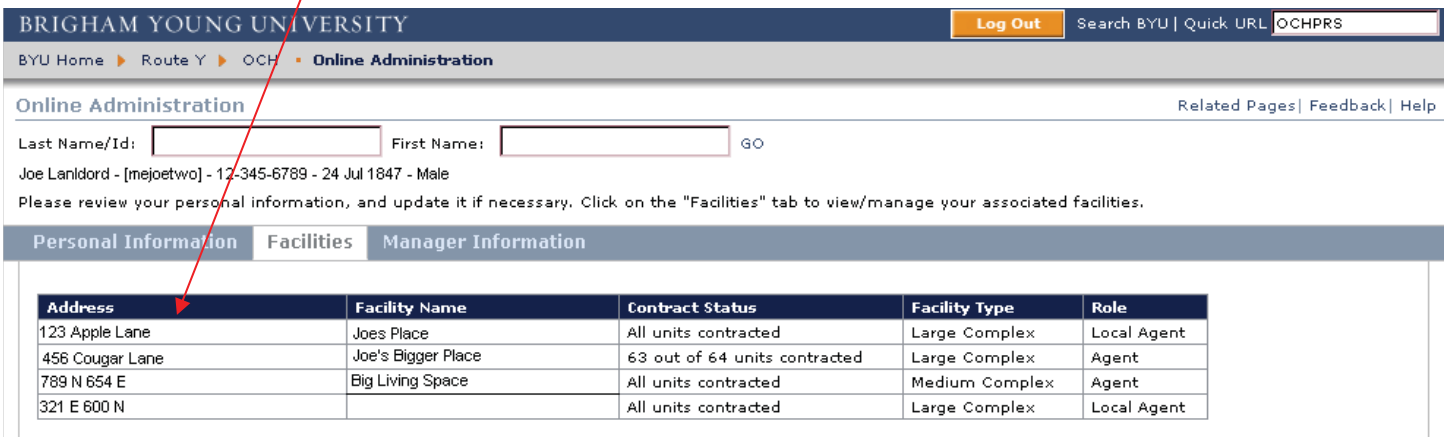 BRIGHAM YOUNG UNIVERSITY Log Out Search BYU | Quick URL OCHPRS
BYU Home Route Y OCH Online Administration
Online Administration Related Pages| Feedback| Help
Last Name/Id: First Name: GO
Joe Lanldord - [mejoetwo] - 12-345-6789 - 24 Jul 1847 - Male
Please review your personal information, and update it if necessary. Click on the "Facilities" tab to view/manage your associated facilities.
Personal Information Facilities Manager Information
Address Facility Name Contract Status Facility Type Role
123 Apple Lane Joes Place All units contracted Large Complex Local Agent
456 Cougar Lane Joe's Bigger Place 63 out of 64 units contracted Large Complex Agent
789 N 654 E Big Living Space All units contracted Medium Complex Agent
321 E 600 N All units contracted Large Complex Local Agent